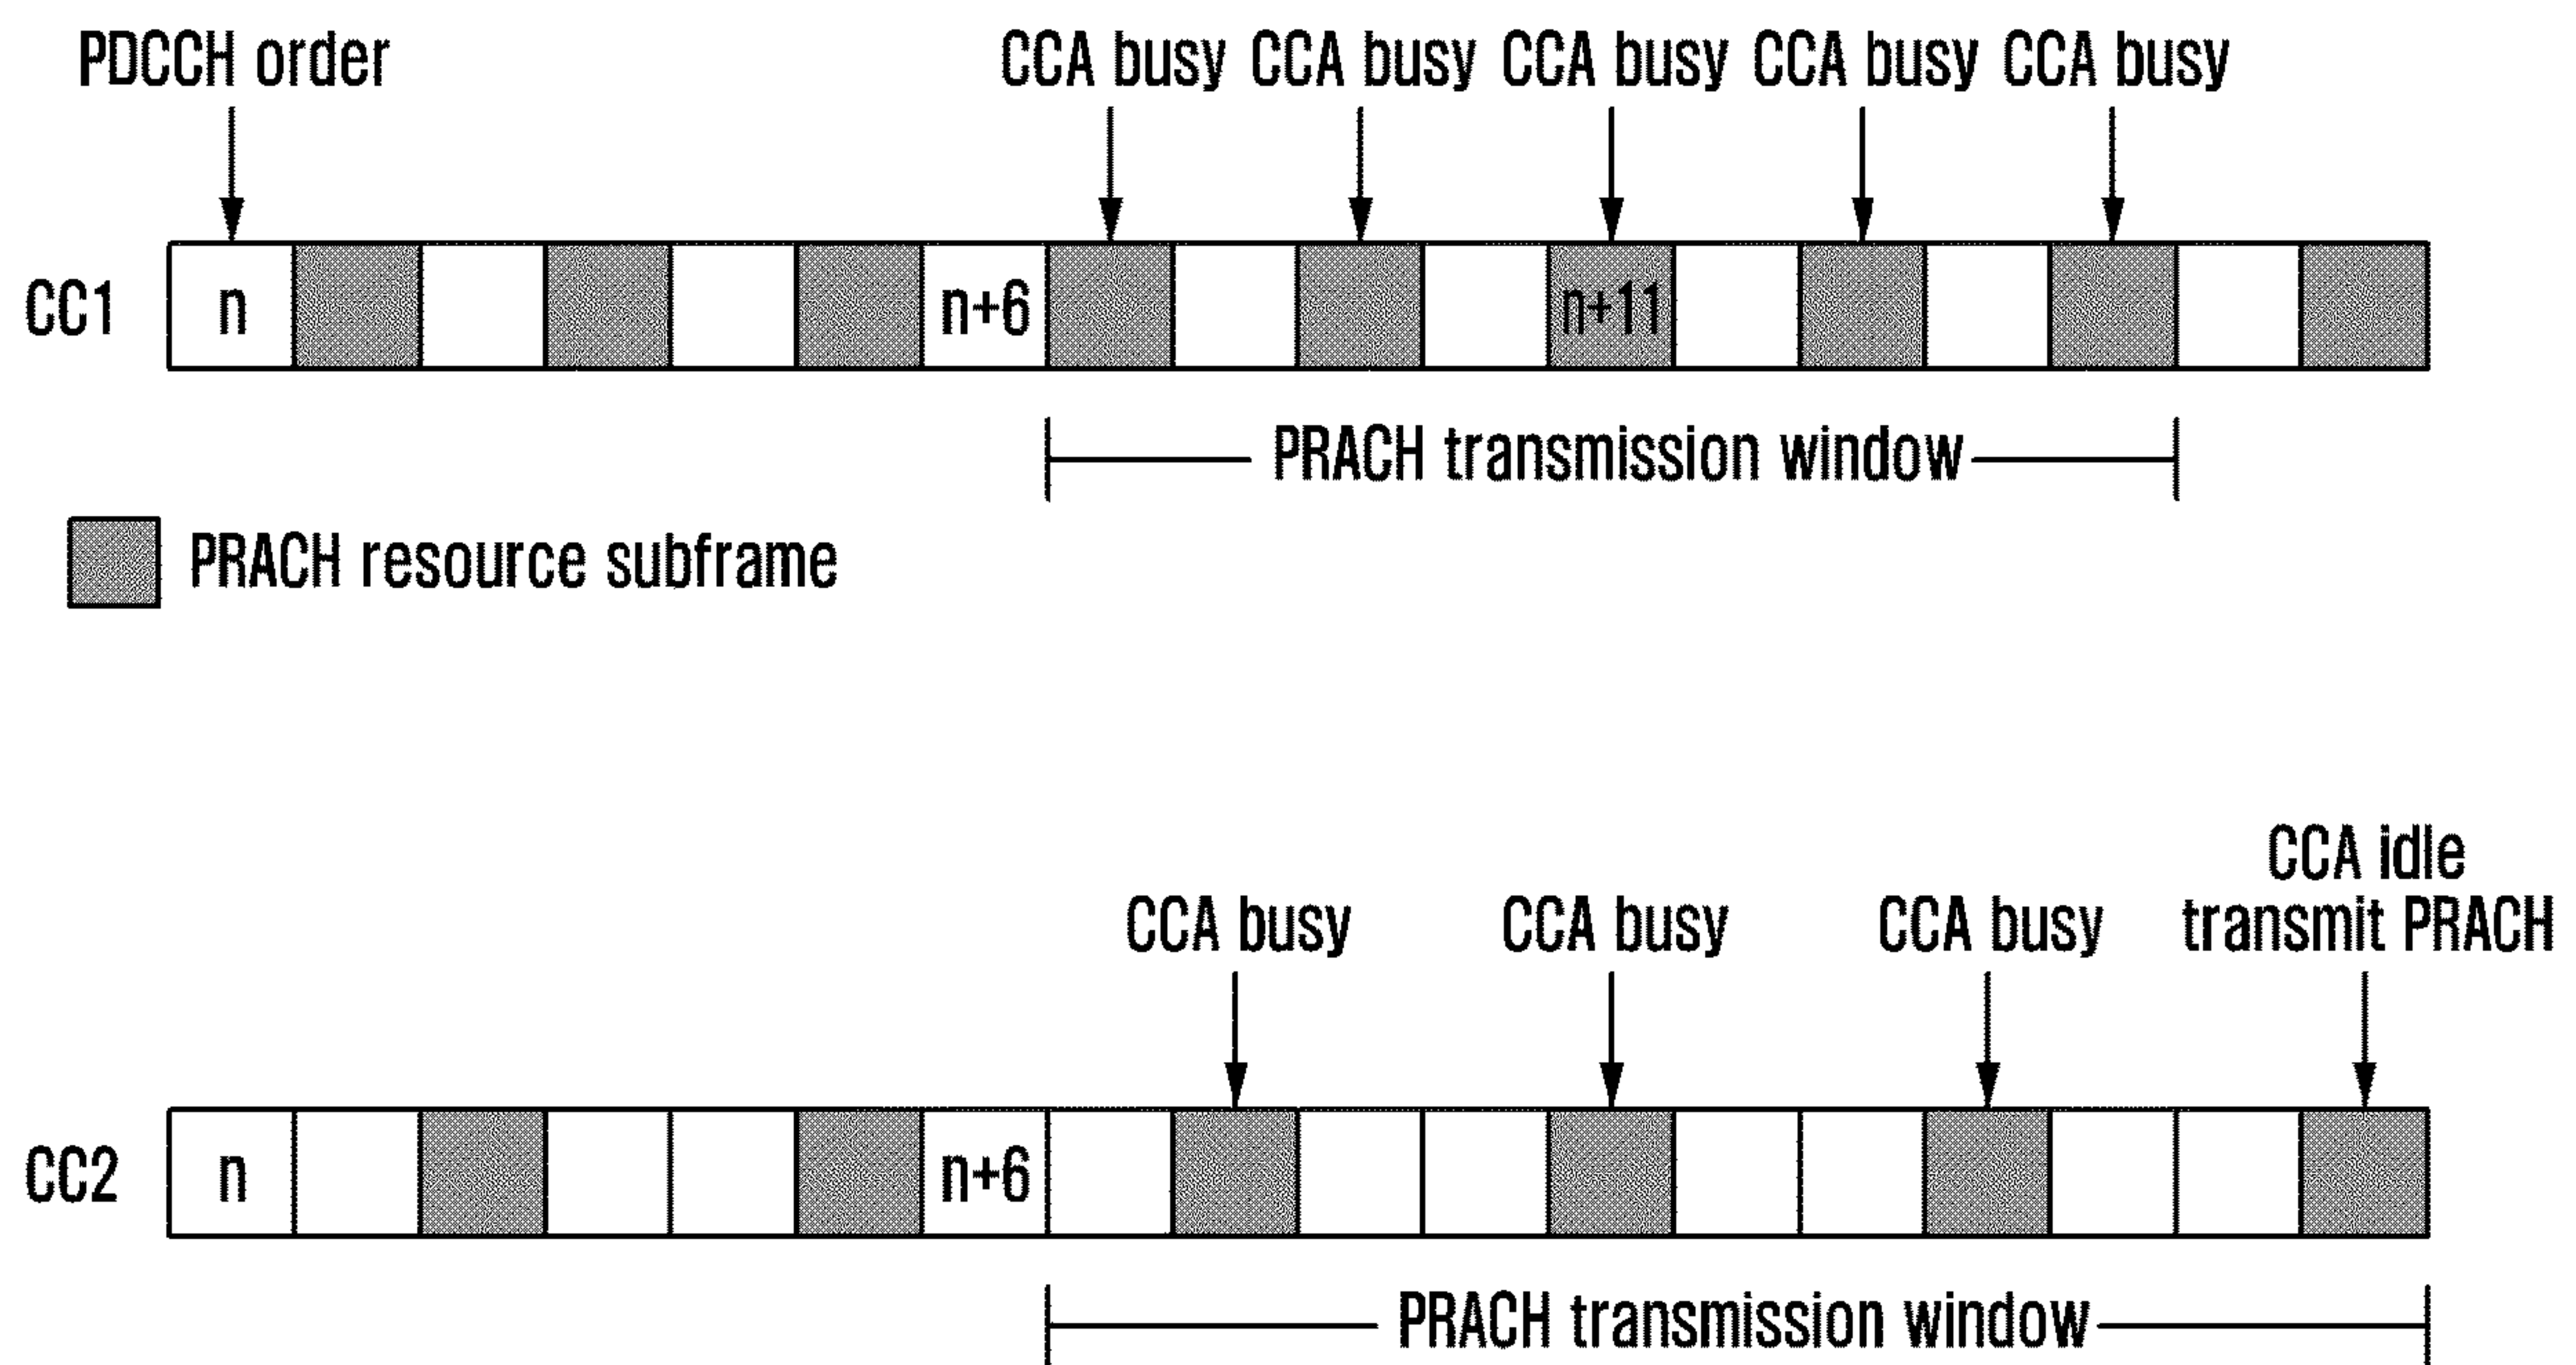 PDCCH order
CCA busy CCA busy CCA busy CCA busy CCA busy
CC1 n n+6 n+11
PRACH transmission window
PRACH resource subframe
CCA idle
CCA busy CCA busy CCA busy transmit PRACH
CC2 n n+6
PRACH transmission window